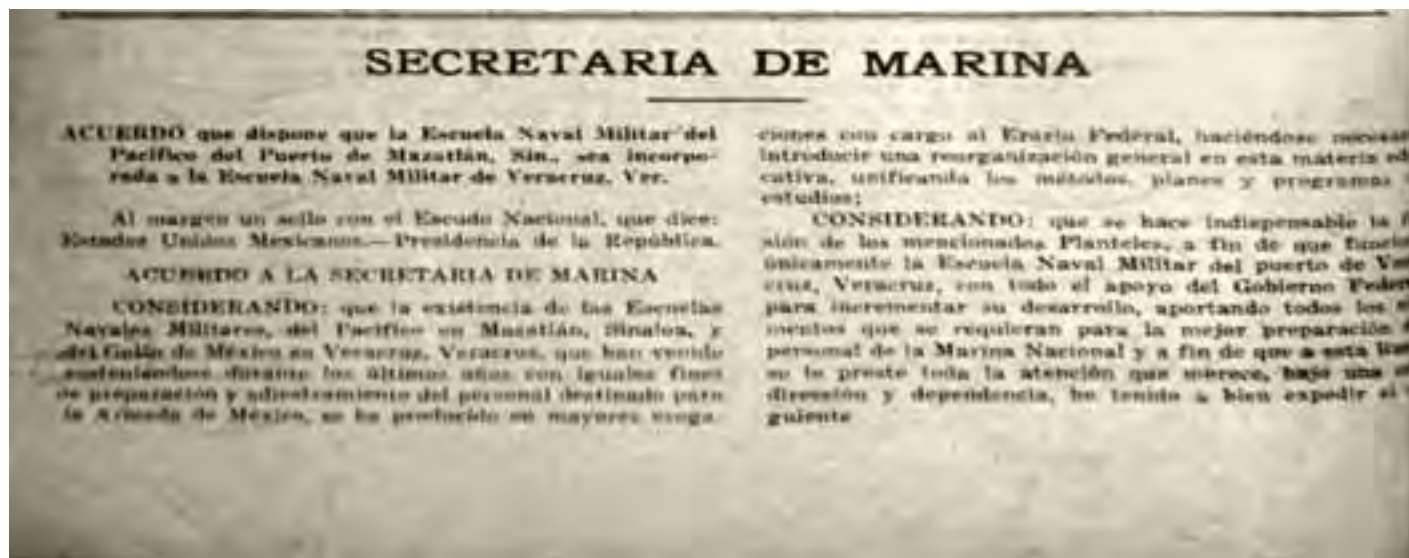 SECRETARIA DE MARINA
ACUERDO que dispone que la Escuela Naval Militar del
Pacífico del Puerto de Mazatlán, Sin., sea incorpo-
rada a la Escuela Naval Militar de Veracruz, Ver.
Al margen un sello con el Escudo Nacional, que dice:
Estados Unidos Mexicanos.—Presidencia de la República.
ACUERDO A LA SECRETARIA DE MARINA
CONSIDERANDO: que la existencia de las Escuelas
Navales Militares, del Pacífico en Mazatlán, Sinaloa, y
del Golfo de México en Veracruz, Veracruz, que han venido
sosteniéndose durante los últimos años con iguales fines
de preparación y adiestramiento del personal destinado para
la Armada de México, se ha producido en mayores eroga-
ciones con cargo al Erario Federal, haciéndose
introducir una reorganización general en esta materia
cativa, unificando los métodos, planes y programas
estudios;
CONSIDERANDO: que se hace indispensable la
sión de los mencionados Planteles, a fin de que
únicamente la Escuela Naval Militar del puerto de
cruz, Veracruz, con todo el apoyo del Gobierno
para incrementar su desarrollo, aportando todos los
mentos que se requieran para la mejor preparación
personal de la Marina Nacional y a fin de que a esta
se le preste toda la atención que merece, bajo una
dirección y dependencia, he tenido a bien expedir el
guiente